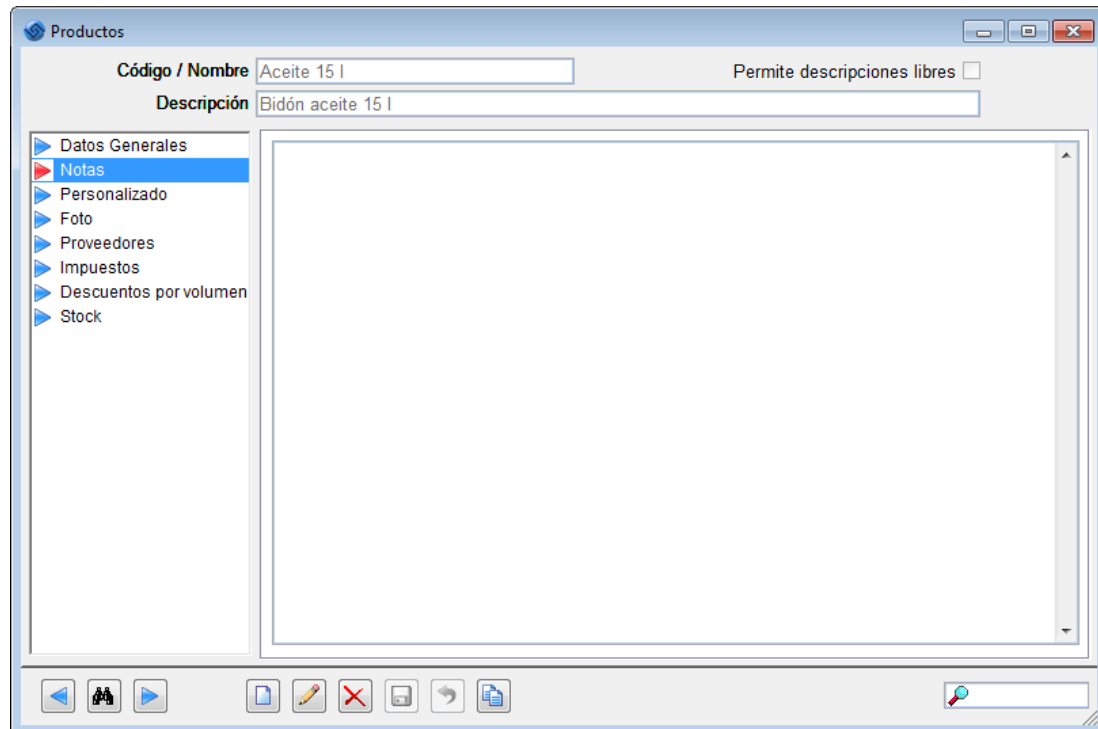 Productos
Código / Nombre Aceite 15 l Permite descripciones libres
Descripción Bidón aceite 15 l
Datos Generales
Notas
Personalizado
Foto
Proveedores
Impuestos
Descuentos por volumen
Stock